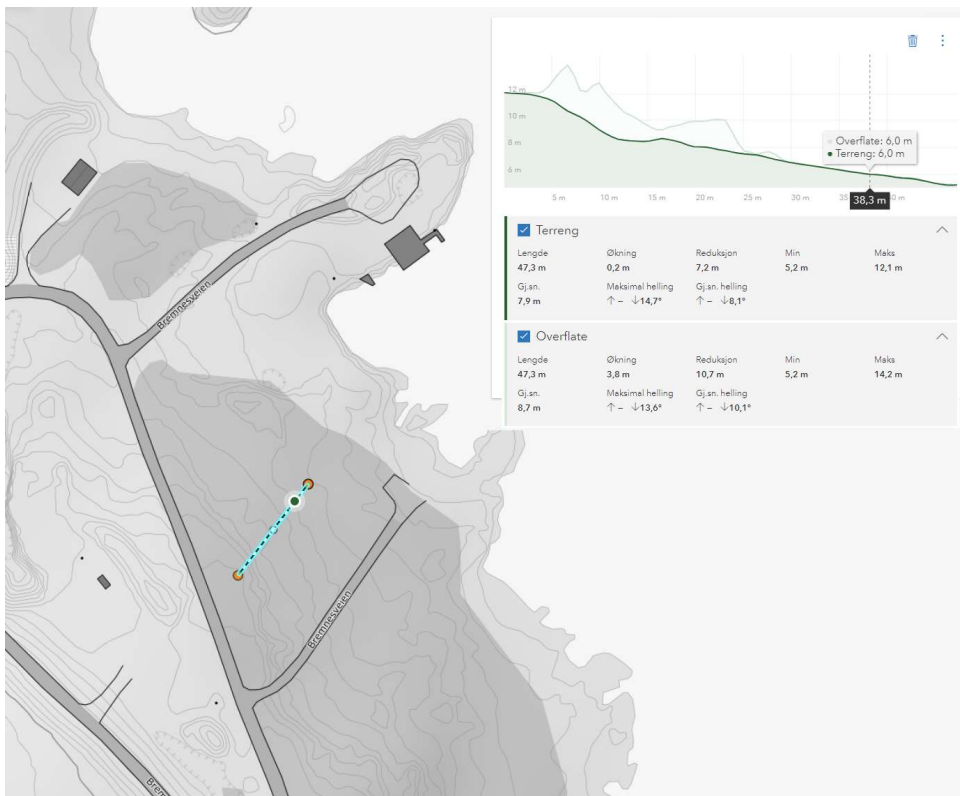 12 m
10 m
8 m
6 m
Overflate: 6,0 m
Terreng: 6,0 m
5 m 10 m 15 m 20 m 25 m 30 m 35 38,3 m 0 m
Terreng
Lengde Økning Reduksjon Min Maks
47,3 m 0,2 m 7,2 m 5,2 m 12,1 m
Gj.sn. Maksimal helling Gj.sn. helling
7,9 m ↑ – ↓14,7° ↑ – ↓8,1°
Overflate
Lengde Økning Reduksjon Min Maks
47,3 m 3,8 m 10,7 m 5,2 m 14,2 m
Gj.sn. Maksimal helling Gj.sn. helling
8,7 m ↑ – ↓13,6° ↑ – ↓10,1°
Bremnesveien
Bremnesveien